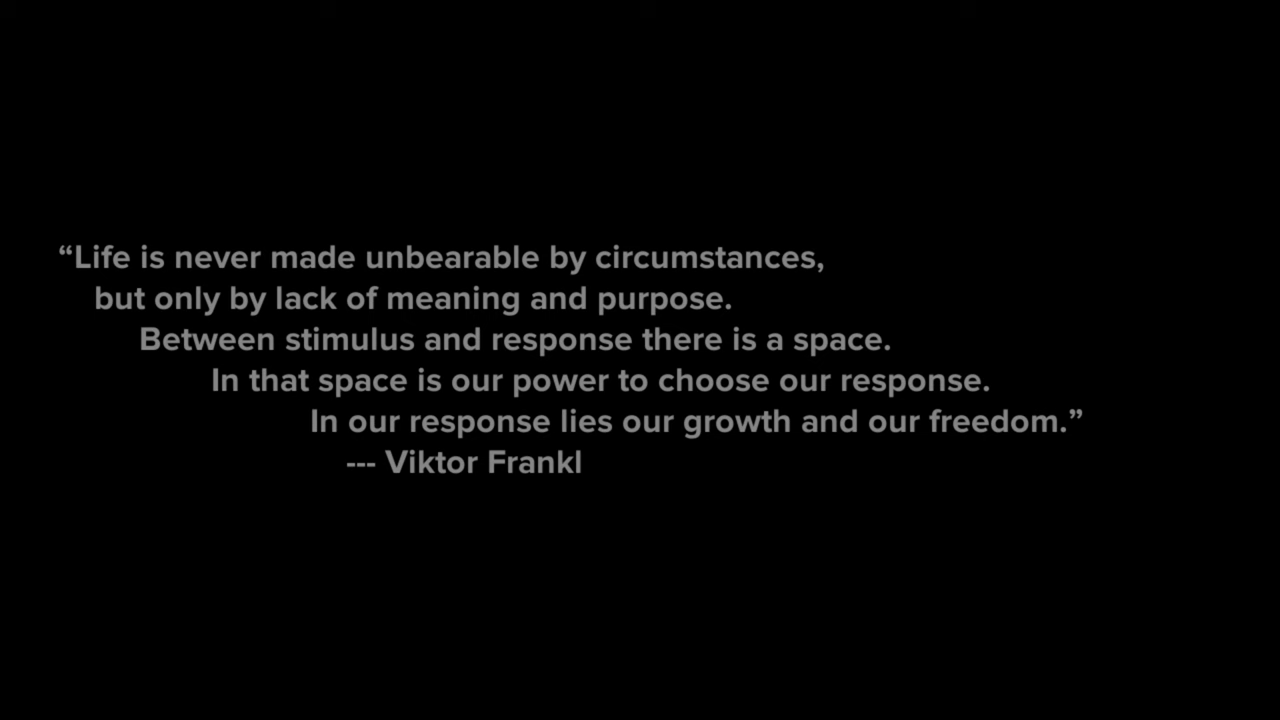 “Life is never made unbearable by circumstances,
but only by lack of meaning and purpose.
Between stimulus and response there is a space.
In that space is our power to choose our response.
In our response lies our growth and our freedom.”
--- Viktor Frankl